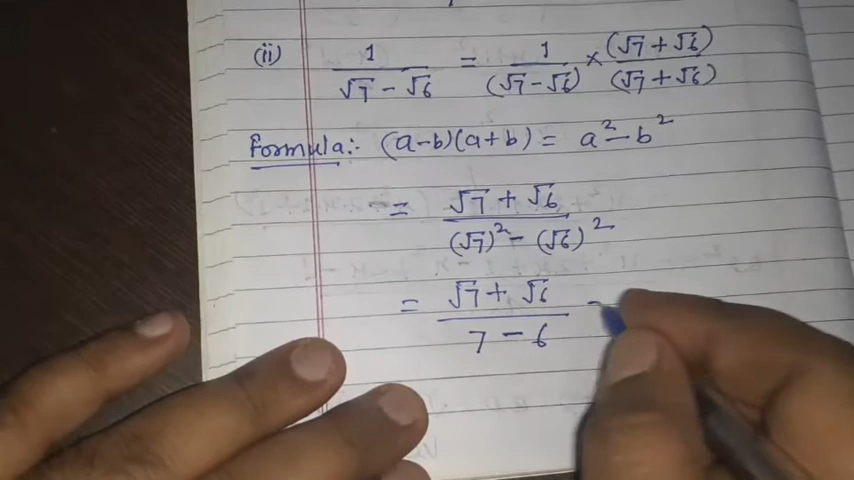 (ii) 1/(√7 - √6) = 1/(√7-√6) × (√7+√6)/(√7+√6)
Formula:- (a-b)(a+b) = a² - b²
= (√7 + √6)/((√7)² - (√6)²)
= (√7 + √6)/(7 - 6) -